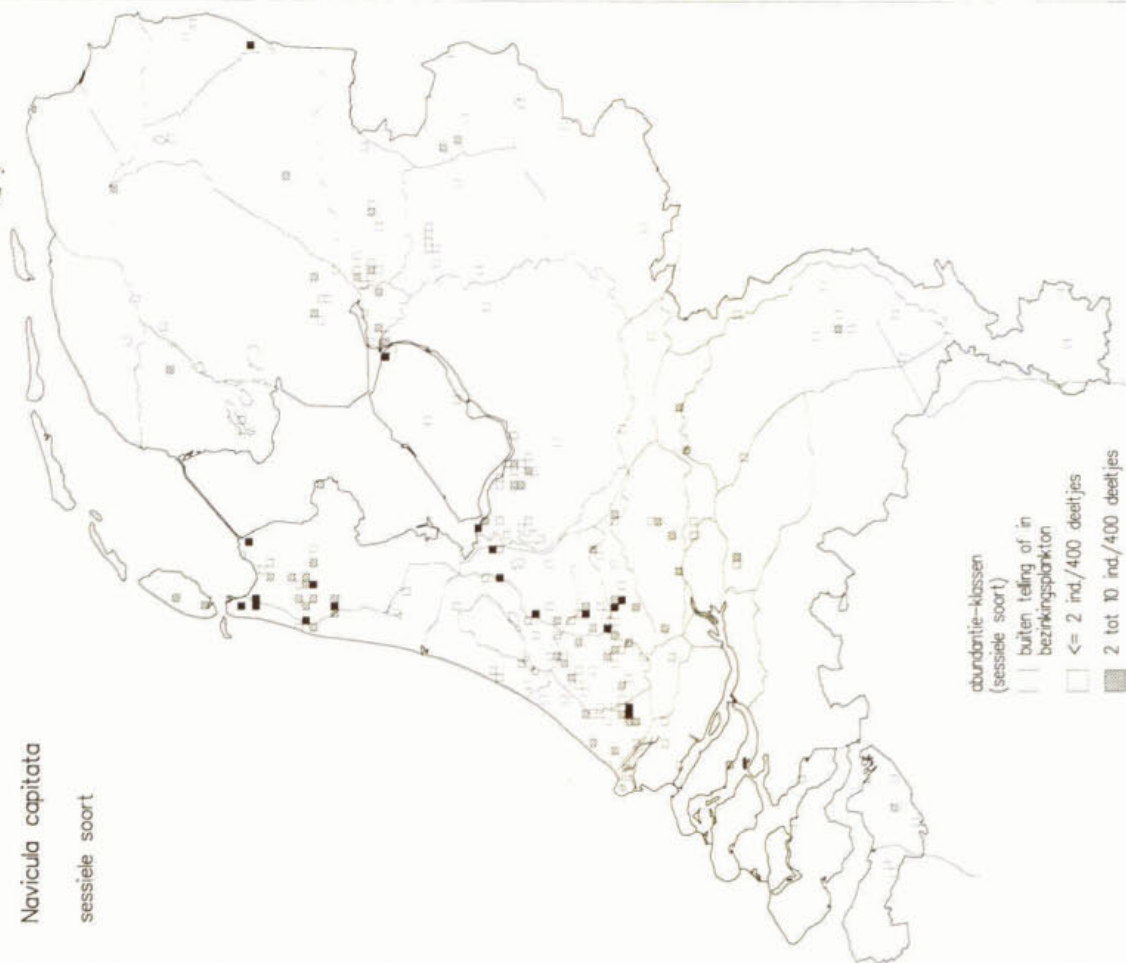 Navicula capitata
sessiele soort
abundantie-klassen
(sessiele soort)
buiten telling of in
bezinkingsplankton
<= 2 ind./400 deeltjes
2 tot 10 ind./400 deeltjes